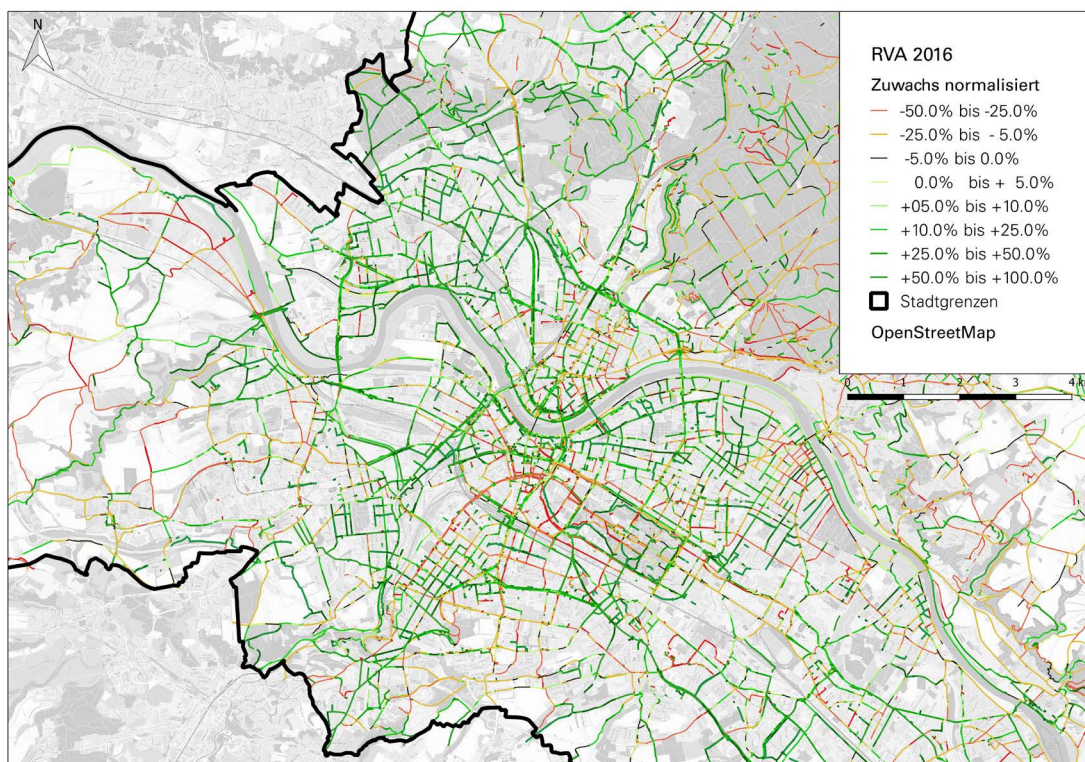 N
RVA 2016
Zuwachs normalisiert
-50.0% bis -25.0%
-25.0% bis - 5.0%
-5.0% bis 0.0%
0.0% bis + 5.0%
+05.0% bis +10.0%
+10.0% bis +25.0%
+25.0% bis +50.0%
+50.0% bis +100.0%
Stadtgrenzen
OpenStreetMap
0 1 2 3 4 k